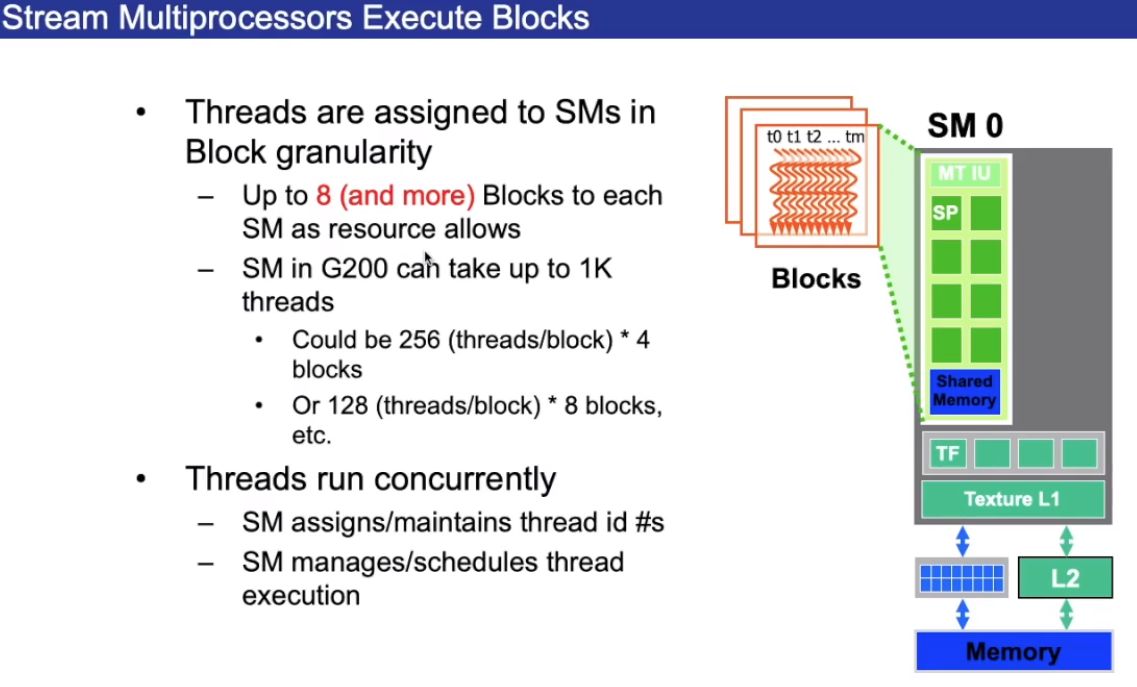 Stream Multiprocessors Execute Blocks
• Threads are assigned to SMs in
Block granularity
– Up to 8 (and more) Blocks to each
SM as resource allows
– SM in G200 can take up to 1K
threads
• Could be 256 (threads/block) * 4
blocks
• Or 128 (threads/block) * 8 blocks,
etc.
• Threads run concurrently
– SM assigns/maintains thread id #s
– SM manages/schedules thread
execution
t0 t1 t2 ... tm
Blocks
SM 0
MT IU
SP
Shared
Memory
TF
Texture L1
L2
Memory